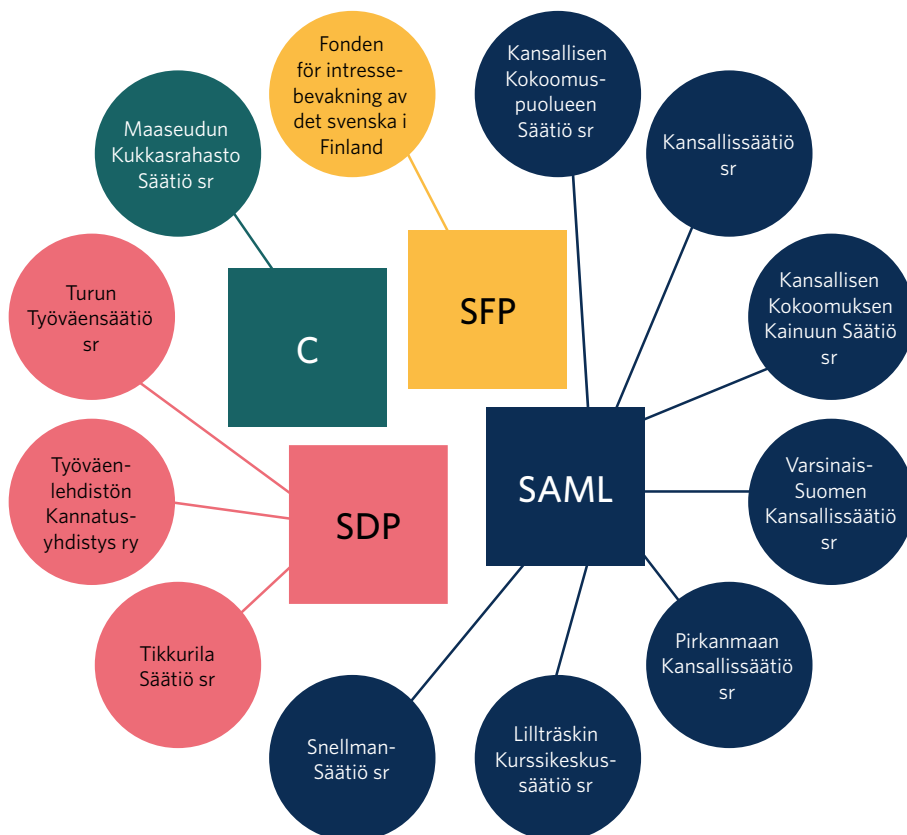 Fonden
för intresse-
bevakning av
det svenska i
Finland
Kansallisen
Kokoomus-
puolueen
Säätiö sr
Maaseudun
Kukkasrahasto
Säätiö sr
Kansallissäätiö
sr
Turun
Työväensäätiö
sr
C
SFP
Kansallisen
Kokoomuksen
Kainuun Säätiö
sr
Työväen-
lehdistön
Kannatus-
yhdistys ry
SDP
SAML
Varsinais-
Suomen
Kansallissäätiö
sr
Tikkurila
Säätiö sr
Pirkanmaan
Kansallissäätiö
sr
Snellman-
Säätiö sr
Lillträskin
Kurssikeskus-
säätiö sr